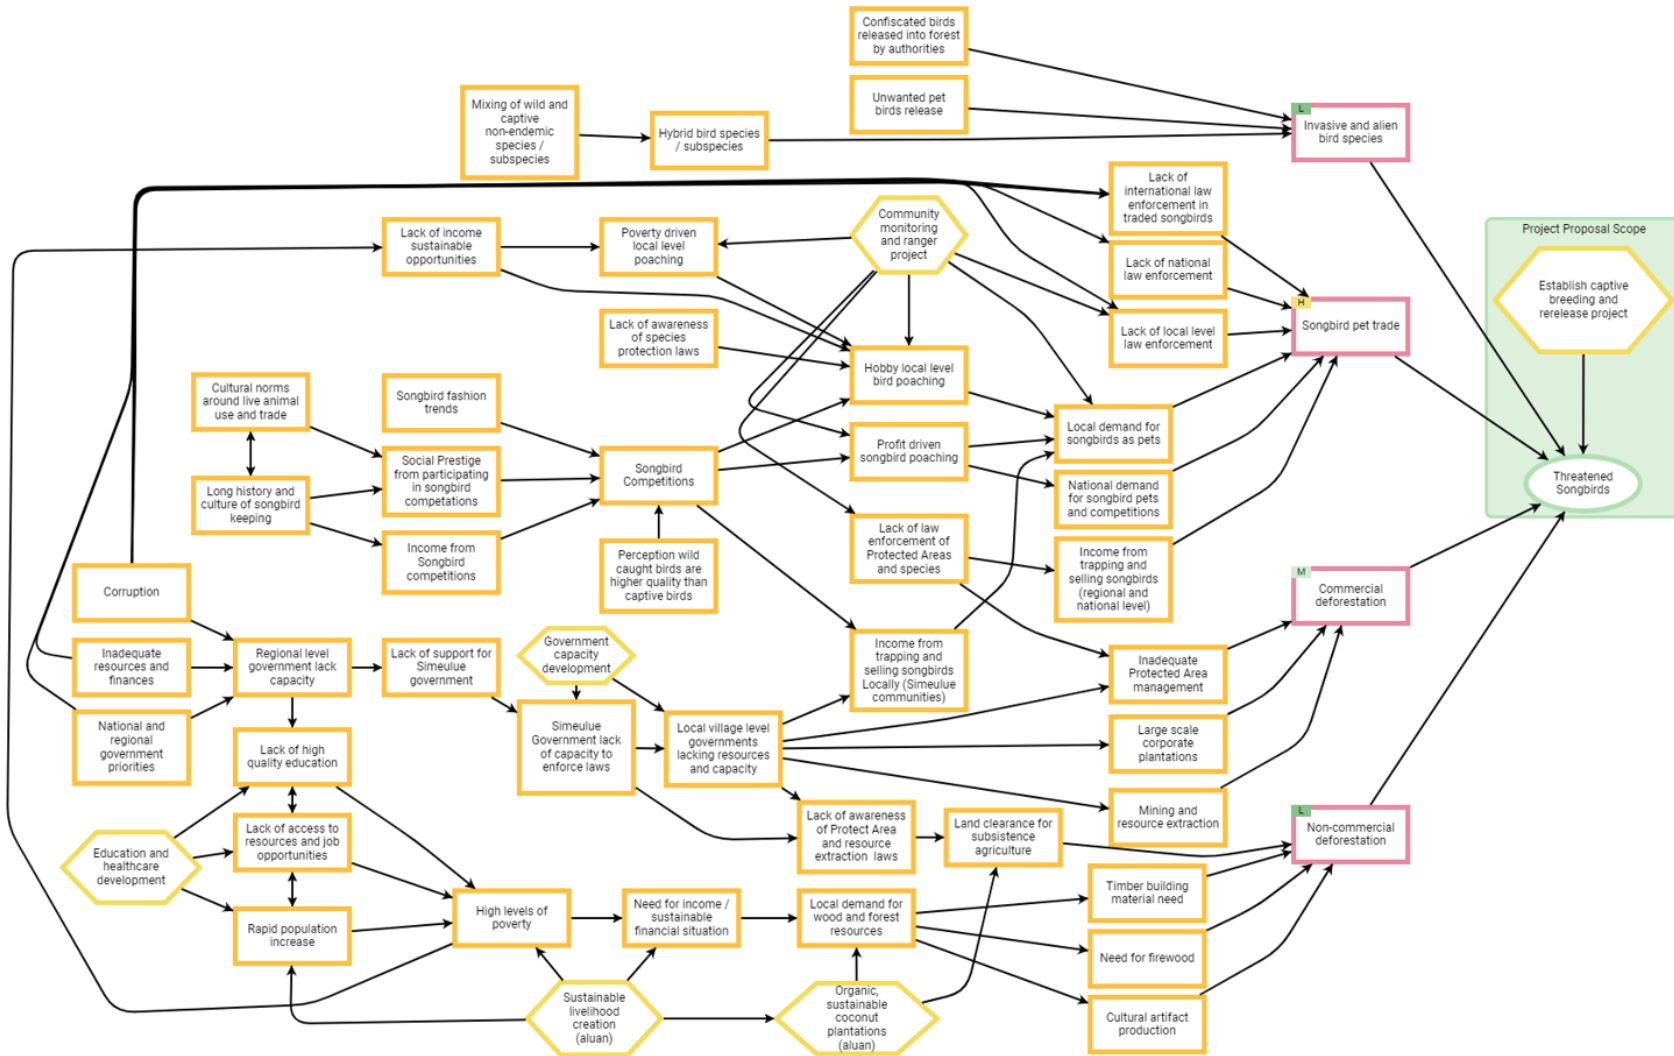 Confiscated birds
released into forest
by authorities
Unwanted pet
birds release
Mixing of wild and
captive
non-endemic
species /
subspecies
Hybrid bird species
/ subspecies
L
Invasive and alien
bird species
Lack of
international law
enforcement in
traded songbirds
Community
monitoring
and ranger
project
Lack of income
sustainable
opportunities
Poverty driven
local level
poaching
Lack of national
law enforcement
Project Proposal Scope
Establish captive
breeding and
rerelease project
H
Songbird pet trade
Lack of awareness
of species
protection laws
Lack of local level
law enforcement
Hobby local level
bird poaching
Cultural norms
around live animal
use and trade
Songbird fashion
trends
Local demand for
songbirds as pets
Profit driven
songbird poaching
Social Prestige
from participating
in songbird
competations
Songbird
Competitions
Long history and
culture of songbird
keeping
National demand
for songbird pets
and competitions
Threatened
Songbirds
Lack of law
enforcement of
Protected Areas
and species
Income from
Songbird
competitions
Perception wild
caught birds are
higher quality than
captive birds
Income from
trapping and
selling songbirds
(regional and
national level)
M
Commercial
deforestation
Corruption
Government
capacity
development
Inadequate
resources and
finances
Regional level
government lack
capacity
Lack of support for
Simeulue
government
Income from
trapping and
selling songbirds
Locally (Simeulue
communities)
Inadequate
Protected Area
management
National and
regional
government
priorities
Simeulue
Government lack
of capacity to
enforce laws
Local village level
governments
lacking resources
and capacity
Large scale
corporate
plantations
Lack of high
quality education
Mining and
resource extraction
L
Non-commercial
deforestation
Lack of access to
resources and job
opportunities
Lack of awareness
of Protect Area
and resource
extraction laws
Land clearance for
subsistence
agriculture
Education and
healthcare
development
Timber building
material need
High levels of
poverty
Need for income /
sustainable
financial situation
Local demand for
wood and forest
resources
Rapid population
increase
Need for firewood
Sustainable
livelihood
creation
(aluan)
Organic,
sustainable
coconut
plantations
(aluan)
Cultural artifact
production